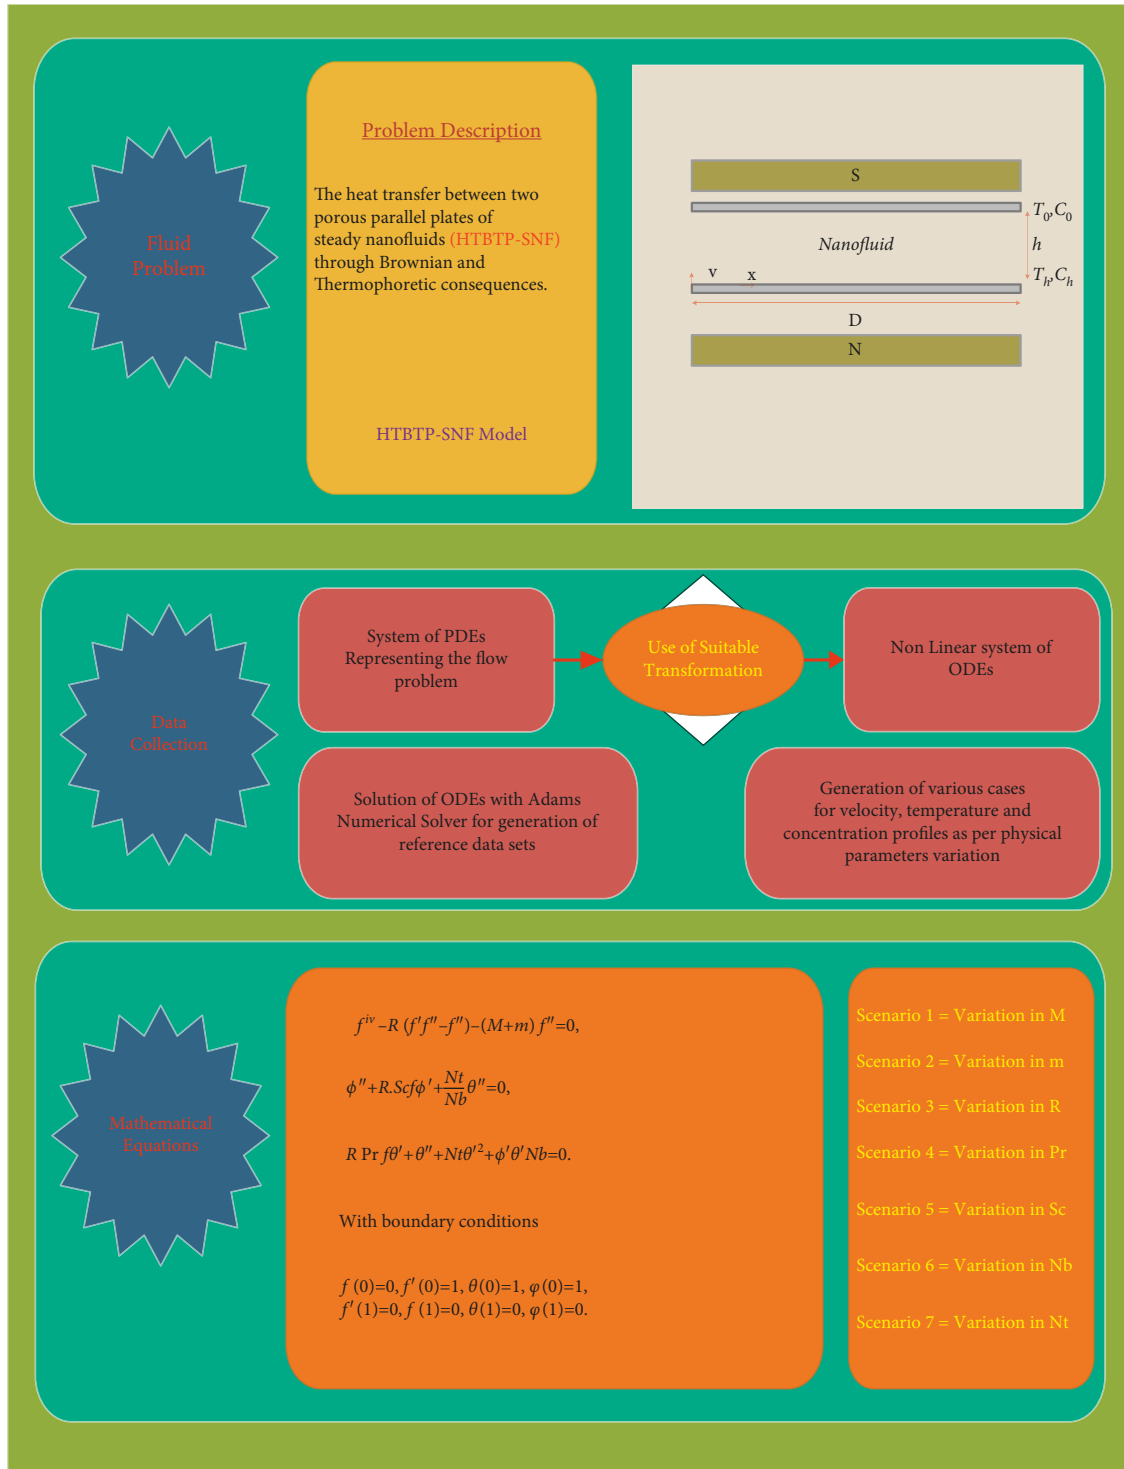 Fluid
Problem
Problem Description
The heat transfer between two
porous parallel plates of
steady nanofluids (HTBTP-SNF)
through Brownian and
Thermophoretic consequences.
HTBTP-SNF Model
S
T₀,C₀
Nanofluid
h
v
x
Tₕ,Cₕ
D
N
Data
Collection
System of PDEs
Representing the flow
problem
Use of Suitable
Transformation
Non Linear system of
ODEs
Solution of ODEs with Adams
Numerical Solver for generation of
reference data sets
Generation of various cases
for velocity, temperature and
concentration profiles as per physical
parameters variation
Mathematical
Equations
f^{iv}–R (f'f''–f'')–(M+m) f''=0,
ϕ''+R.Scfϕ'+\frac{Nt}{Nb}θ''=0,
R Pr fθ'+θ''+Ntθ'²+ϕ'θ'Nb=0.
With boundary conditions
f (0)=0, f' (0)=1, θ(0)=1, φ(0)=1,
f' (1)=0, f (1)=0, θ(1)=0, φ(1)=0.
Scenario 1 = Variation in M
Scenario 2 = Variation in m
Scenario 3 = Variation in R
Scenario 4 = Variation in Pr
Scenario 5 = Variation in Sc
Scenario 6 = Variation in Nb
Scenario 7 = Variation in Nt